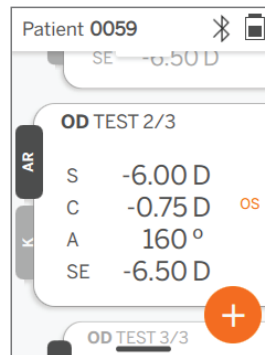 Patient 0059
SE -6.50 D
OD TEST 2/3
AR
S -6.00 D
C -0.75 D OS
A 160 º
K
SE -6.50 D
+
OD TEST 3/3